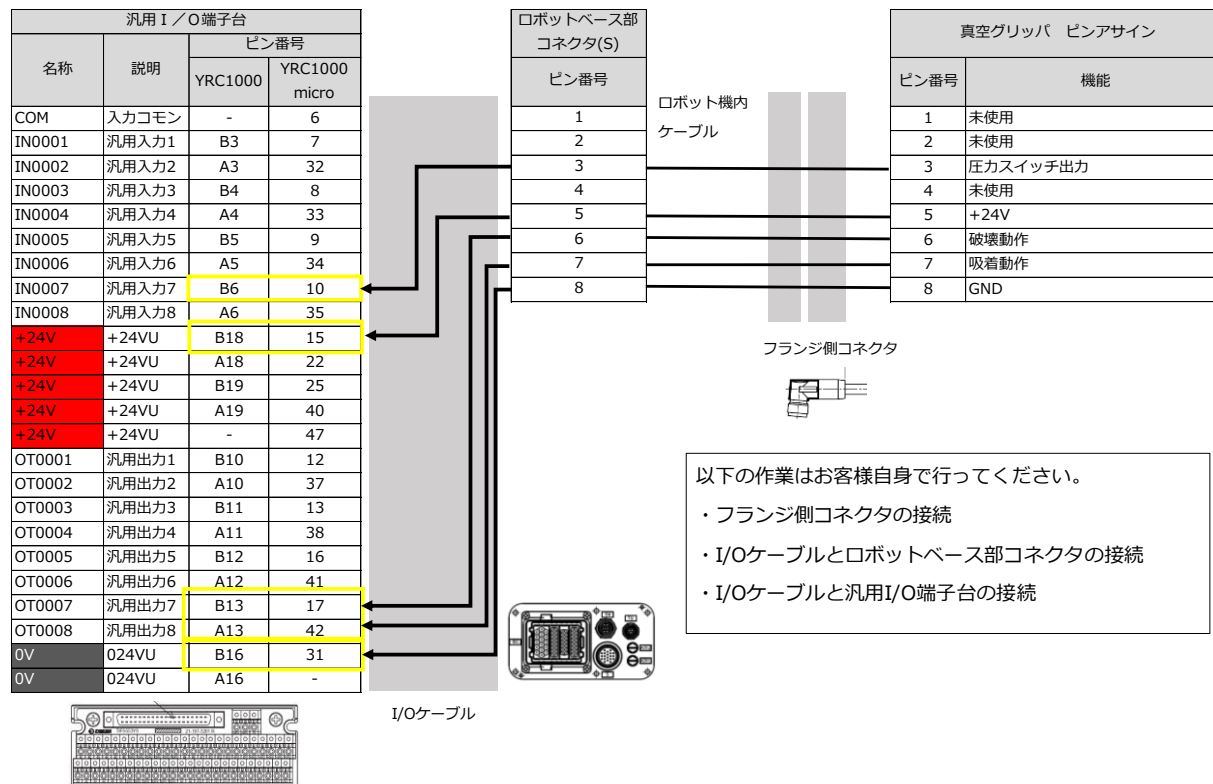 汎用Ｉ／Ｏ端子台
名称 説明 ピン番号
YRC1000 YRC1000 micro
COM 入力コモン - 6
IN0001 汎用入力1 B3 7
IN0002 汎用入力2 A3 32
IN0003 汎用入力3 B4 8
IN0004 汎用入力4 A4 33
IN0005 汎用入力5 B5 9
IN0006 汎用入力6 A5 34
IN0007 汎用入力7 B6 10
IN0008 汎用入力8 A6 35
+24V +24VU B18 15
+24V +24VU A18 22
+24V +24VU B19 25
+24V +24VU A19 40
+24V +24VU - 47
OT0001 汎用出力1 B10 12
OT0002 汎用出力2 A10 37
OT0003 汎用出力3 B11 13
OT0004 汎用出力4 A11 38
OT0005 汎用出力5 B12 16
OT0006 汎用出力6 A12 41
OT0007 汎用出力7 B13 17
OT0008 汎用出力8 A13 42
0V 024VU B16 31
0V 024VU A16 -
I/Oケーブル
ロボットベース部
コネクタ(S)
ピン番号
1
2
3
4
5
6
7
8
ロボット機内
ケーブル
真空グリッパ ピンアサイン
ピン番号 機能
1 未使用
2 未使用
3 圧力スイッチ出力
4 未使用
5 +24V
6 破壊動作
7 吸着動作
8 GND
フランジ側コネクタ
以下の作業はお客様自身で行ってください。
・フランジ側コネクタの接続
・I/Oケーブルとロボットベース部コネクタの接続
・I/Oケーブルと汎用I/O端子台の接続